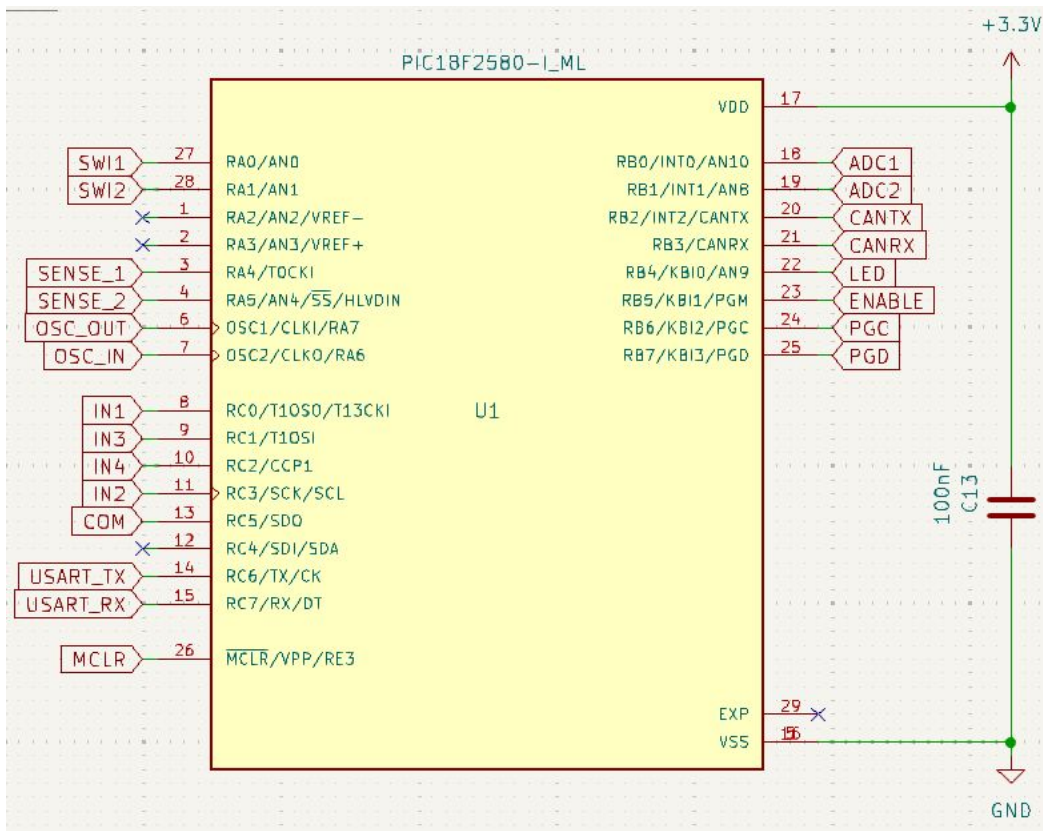 +3.3V
PIC18F2580-I_ML
VDD 17
SWI1 27 RA0/AN0 RB0/INT0/AN10 18 ADC1
SWI2 28 RA1/AN1 RB1/INT1/AN8 19 ADC2
1 RA2/AN2/VREF- RB2/INT2/CANTX 20 CANTX
2 RA3/AN3/VREF+ RB3/CANRX 21 CANRX
SENSE_1 3 RA4/T0CKI RB4/KBI0/AN9 22 LED
SENSE_2 4 RA5/AN4/SS/HLVDIN RB5/KBI1/PGM 23 ENABLE
OSC_OUT 6 OSC1/CLKI/RA7 RB6/KBI2/PGC 24 PGC
OSC_IN 7 OSC2/CLKO/RA6 RB7/KBI3/PGD 25 PGD
IN1 8 RC0/T1OSO/T13CKI U1
IN3 9 RC1/T1OSI
IN4 10 RC2/CCP1
IN2 11 RC3/SCK/SCL
100nF C13
COM 13 RC5/SDO
12 RC4/SDI/SDA
USART_TX 14 RC6/TX/CK
USART_RX 15 RC7/RX/DT
MCLR 26 MCLR/VPP/RE3
EXP 29
VSS
GND